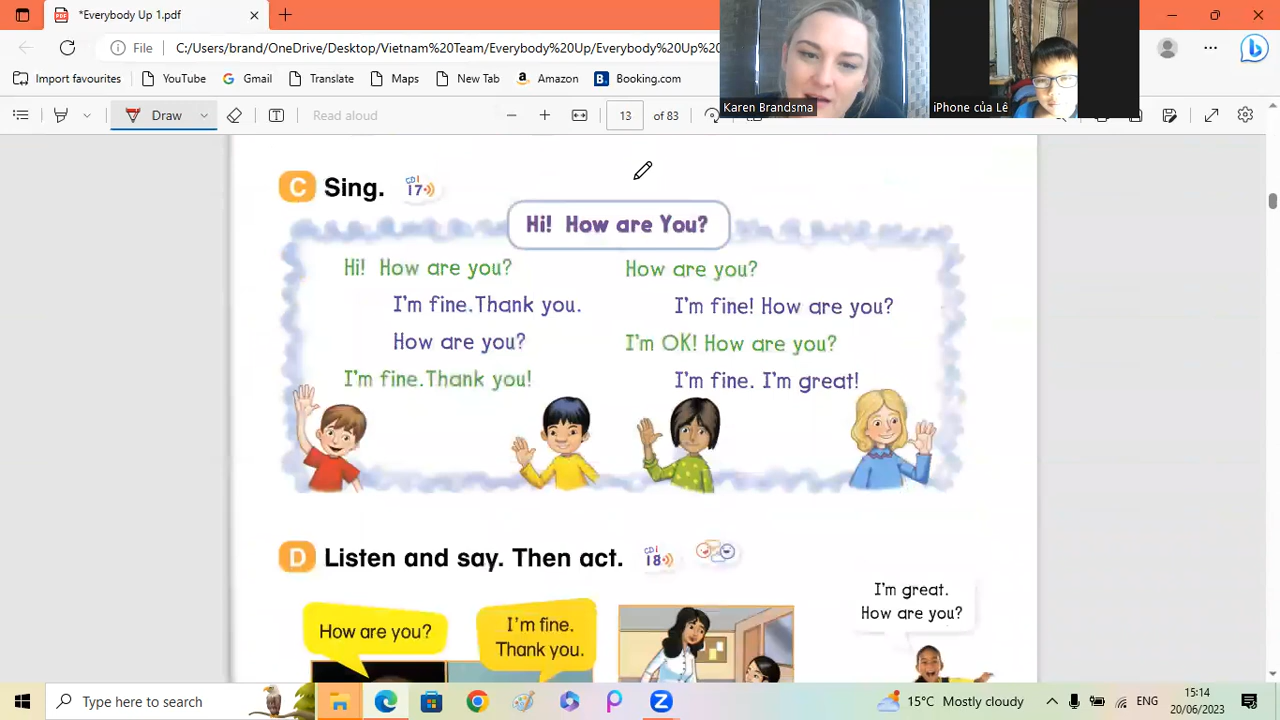 *Everybody Up 1.pdf
File
C:/Users/brand/OneDrive/Desktop/Vietnam%20Team/Everybody%20Up/Everybody%20Up%
Import favourites
YouTube
Gmail
Translate
Maps
New Tab
Amazon
Booking.com
Draw
Read aloud
13 of 83
Karen Brandsma
iPhone của Lê
C Sing.
CD1
17
Hi! How are You?
Hi! How are you?
I'm fine.Thank you.
How are you?
I'm fine.Thank you!
How are you?
I'm fine! How are you?
I'm OK! How are you?
I'm fine. I'm great!
D Listen and say. Then act.
CD1
18
How are you?
I'm fine.
Thank you.
I'm great.
How are you?
Type here to search
15°C Mostly cloudy
ENG
15:14
20/06/2023